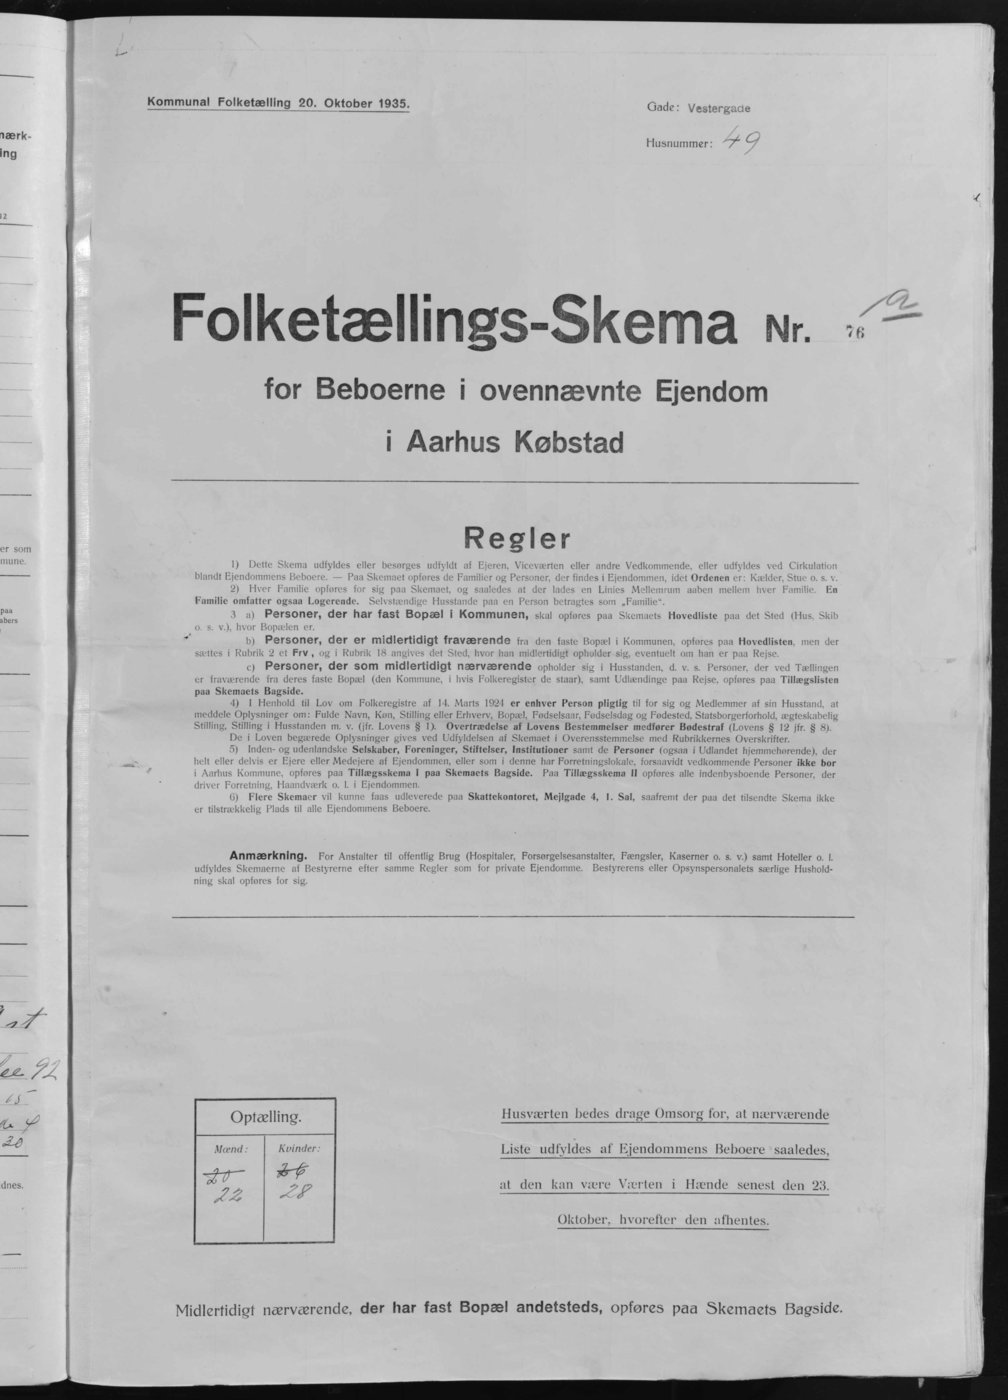 Kommunal Folketælling 20. Oktober 1935.
Gade: Vestergade
Husnummer: 49
Folketællings-Skema Nr. 76 a
for Beboerne i ovennævnte Ejendom
i Aarhus Købstad
Regler
1) Dette Skema udfyldes eller besørges udfyldt af Ejeren, Viceværten eller andre Vedkommende, eller udfyldes ved Cirkulation
blandt Ejendommens Beboere. — Paa Skemaet opføres de Familier og Personer, der findes i Ejendommen, idet Ordenen er: Kælder, Stue o. s. v.
2) Hver Familie opføres for sig paa Skemaet, og saaledes at der lades en Linies Mellemrum aaben mellem hver Familie. En
Familie omfatter ogsaa Logerende. Selvstændige Husstande paa en Person betragtes som „Familie“.
3 a) Personer, der har fast Bopæl i Kommunen, skal opføres paa Skemaets Hovedliste paa det Sted (Hus, Skib
o. s. v.), hvor Bopælen er.
b) Personer, der er midlertidigt fraværende fra den faste Bopæl i Kommunen, opføres paa Hovedlisten, men der
sættes i Rubrik 2 et Frv, og i Rubrik 18 angives det Sted, hvor han midlertidigt opholder sig, eventuelt om han er paa Rejse.
c) Personer, der som midlertidigt nærværende opholder sig i Husstanden, d. v. s. Personer, der ved Tællingen
er fraværende fra deres faste Bopæl (den Kommune, i hvis Folkeregister de staar), samt Udlændinge paa Rejse, opføres paa Tillægslisten
paa Skemaets Bagside.
4) I Henhold til Lov om Folkeregistre af 14. Marts 1924 er enhver Person pligtig til for sig og Medlemmer af sin Husstand, at
meddele Oplysninger om: Fulde Navn, Køn, Stilling eller Erhverv, Bopæl, Fødselsaar, Fødselsdag og Fødested, Statsborgerforhold, ægteskabelig
Stilling, Stilling i Husstanden m. v. (jfr. Lovens § 1). Overtrædelse af Lovens Bestemmelser medfører Bødestraf (Lovens § 12 jfr. § 8).
De i Loven begærede Oplysninger gives ved Udfyldelsen af Skemaet i Overensstemmelse med Rubrikkernes Overskrifter.
5) Inden- og udenlandske Selskaber, Foreninger, Stiftelser, Institutioner samt de Personer (ogsaa i Udlandet hjemmehørende), der
helt eller delvis er Ejere eller Medejere af Ejendommen, eller som i denne har Forretningslokale, forsaavidt vedkommende Personer ikke bor
i Aarhus Kommune, opføres paa Tillægsskema I paa Skemaets Bagside. Paa Tillægsskema II opføres alle indenbysboende Personer, der
driver Forretning, Haandværk o. l. i Ejendommen.
6) Flere Skemaer vil kunne faas udleverede paa Skattekontoret, Mejlgade 4, 1. Sal, saafremt der paa det tilsendte Skema ikke
er tilstrækkelig Plads til alle Ejendommens Beboere.
Anmærkning. For Anstalter til offentlig Brug (Hospitaler, Forsørgelsesanstalter, Fængsler, Kaserner o. s. v.) samt Hoteller o. l.
udfyldes Skemaerne af Bestyrerne efter samme Regler som for private Ejendomme. Bestyrerens eller Opsynspersonalets særlige Hushold-
ning skal opføres for sig.
Optælling.
Mænd: Kvinder:
20 26
22 28
Husværten bedes drage Omsorg for, at nærværende
Liste udfyldes af Ejendommens Beboere saaledes,
at den kan være Værten i Hænde senest den 23.
Oktober, hvorefter den afhentes.
Midlertidigt nærværende, der har fast Bopæl andetsteds, opføres paa Skemaets Bagside.